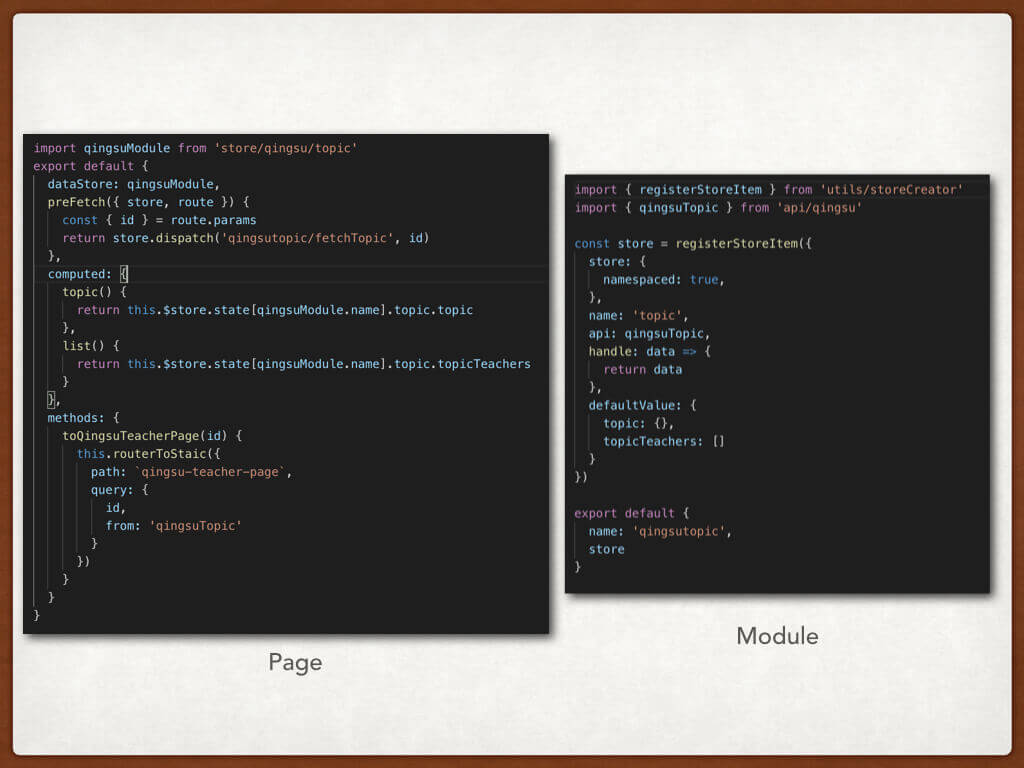 import qingsuModule from 'store/qingsu/topic'
export default {
  dataStore: qingsuModule,
  preFetch({ store, route }) {
    const { id } = route.params
    return store.dispatch('qingsutopic/fetchTopic', id)
  },
  computed: {
    topic() {
      return this.$store.state[qingsuModule.name].topic.topic
    },
    list() {
      return this.$store.state[qingsuModule.name].topic.topicTeachers
    }
  },
  methods: {
    toQingsuTeacherPage(id) {
      this.routerToStaic({
        path: `qingsu-teacher-page`,
        query: {
          id,
          from: 'qingsuTopic'
        }
      })
    }
  }
}
Page
import { registerStoreItem } from 'utils/storeCreator'
import { qingsuTopic } from 'api/qingsu'

const store = registerStoreItem({
  store: {
    namespaced: true,
  },
  name: 'topic',
  api: qingsuTopic,
  handle: data => {
    return data
  },
  defaultValue: {
    topic: {},
    topicTeachers: []
  }
})

export default {
  name: 'qingsutopic',
  store
}
Module